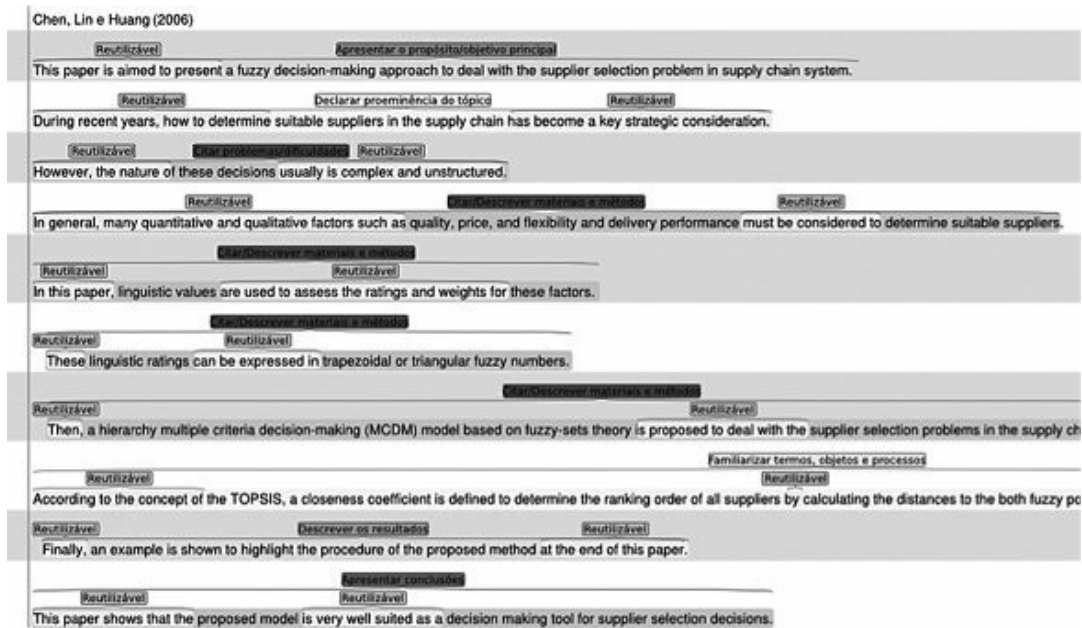 Chen, Lin e Huang (2006)
Reutilizável Apresentar o propósito/objetivo principal
This paper is aimed to present a fuzzy decision-making approach to deal with the supplier selection problem in supply chain system.
Reutilizável Declarar proeminência do tópico Reutilizável
During recent years, how to determine suitable suppliers in the supply chain has become a key strategic consideration.
Reutilizável Citar problemas/dificuldades Reutilizável
However, the nature of these decisions usually is complex and unstructured.
Reutilizável Citar/Descrever materiais e métodos Reutilizável
In general, many quantitative and qualitative factors such as quality, price, and flexibility and delivery performance must be considered to determine suitable suppliers.
Citar/Descrever materiais e métodos
Reutilizável Reutilizável
In this paper, linguistic values are used to assess the ratings and weights for these factors.
Citar/Descrever materiais e métodos
Reutilizável Reutilizável
These linguistic ratings can be expressed in trapezoidal or triangular fuzzy numbers.
Citar/Descrever materiais e métodos
Reutilizável Reutilizável
Then, a hierarchy multiple criteria decision-making (MCDM) model based on fuzzy-sets theory is proposed to deal with the supplier selection problems in the supply ch
Familiarizar termos, objetos e processos
Reutilizável Reutilizável
According to the concept of the TOPSIS, a closeness coefficient is defined to determine the ranking order of all suppliers by calculating the distances to the both fuzzy po
Reutilizável Descrever os resultados Reutilizável
Finally, an example is shown to highlight the procedure of the proposed method at the end of this paper.
Apresentar conclusões
Reutilizável Reutilizável
This paper shows that the proposed model is very well suited as a decision making tool for supplier selection decisions.